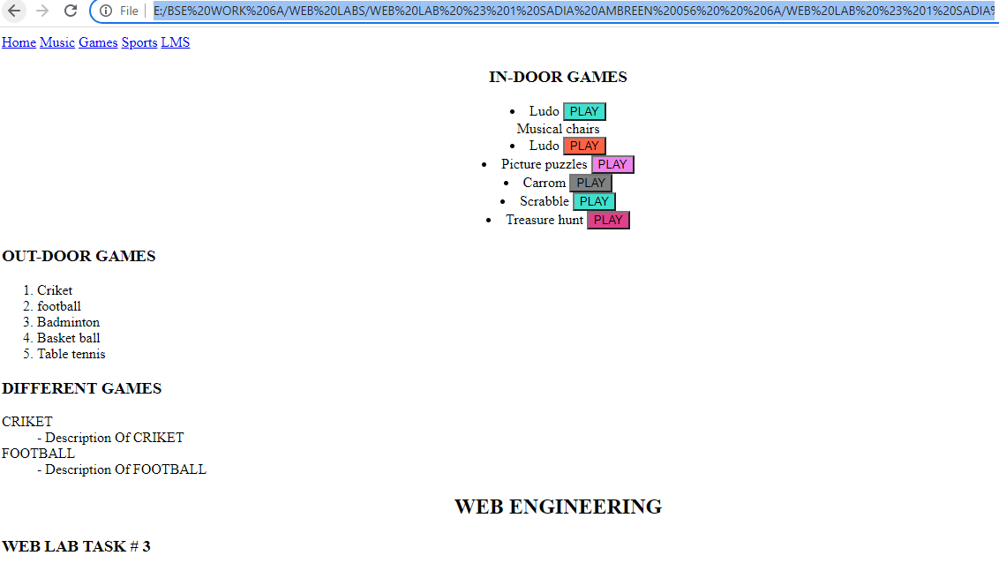 File E:/BSE%20WORK%206A/WEB%20LABS/WEB%20LAB%20%23%201%20SADIA%20AMBREEN%20056%20%20%206A/WEB%20LAB%20%23%201%20SADIA%
Home Music Games Sports LMS
IN-DOOR GAMES
• Ludo PLAY
Musical chairs
• Ludo PLAY
• Picture puzzles PLAY
• Carrom PLAY
• Scrabble PLAY
• Treasure hunt PLAY
OUT-DOOR GAMES
1. Criket
2. football
3. Badminton
4. Basket ball
5. Table tennis
DIFFERENT GAMES
CRIKET
- Description Of CRIKET
FOOTBALL
- Description Of FOOTBALL
WEB ENGINEERING
WEB LAB TASK # 3